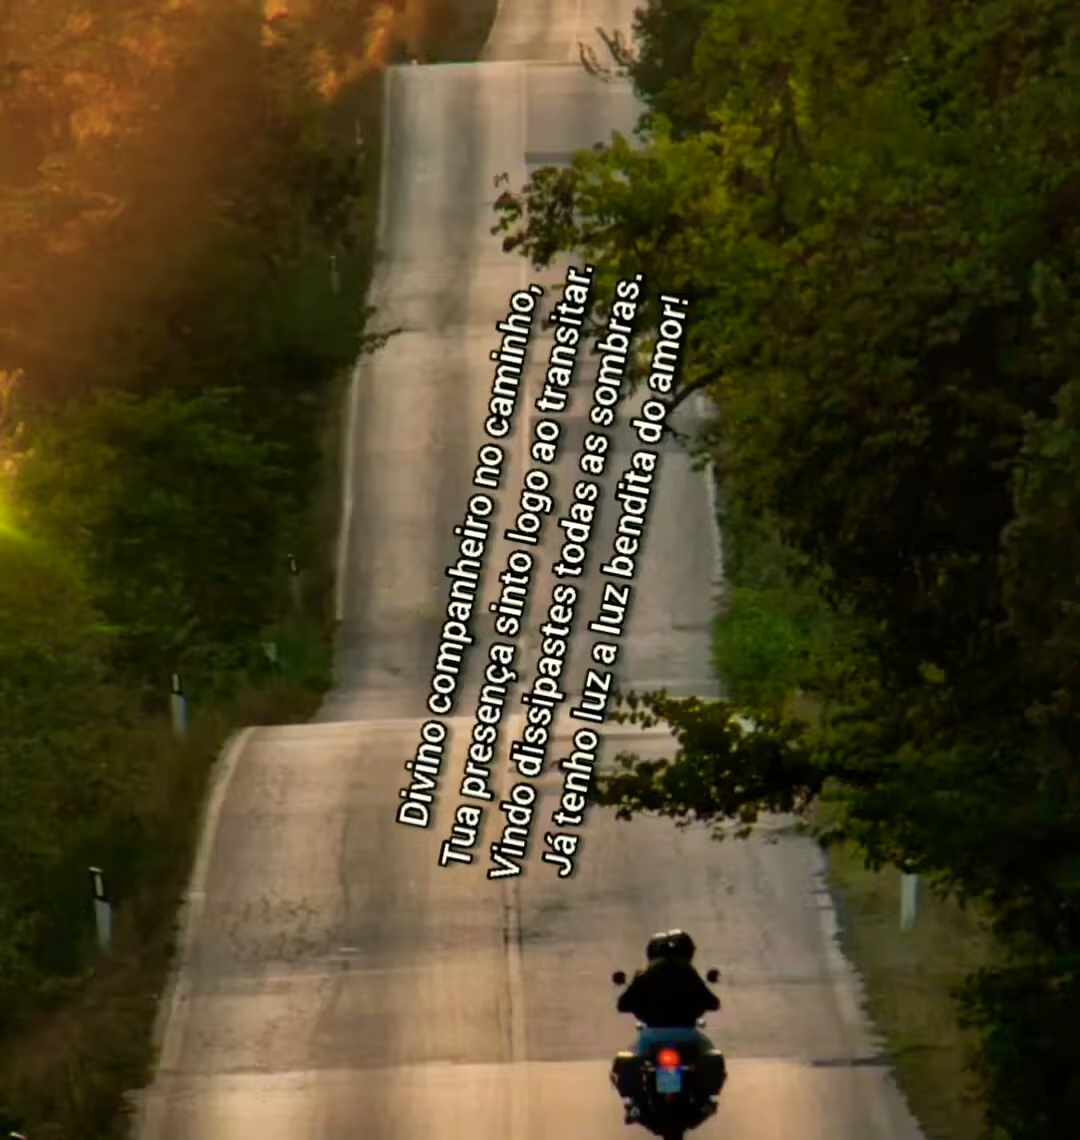 Divino companheiro no caminho,
Tua presença sinto logo ao transitar.
Vindo dissipastes todas as sombras.
Já tenho luz a luz bendita do amor!